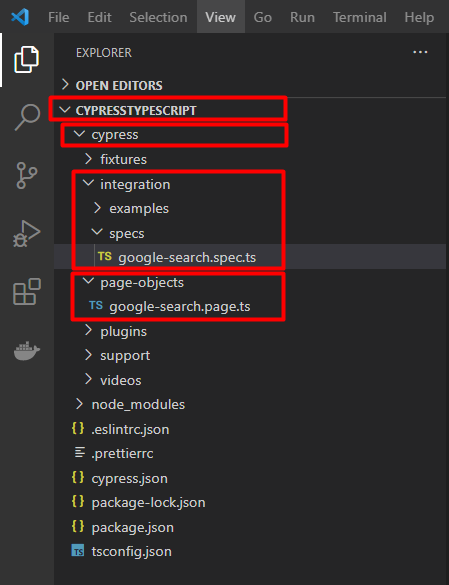 File Edit Selection View Go Run Terminal Help
EXPLORER ···
OPEN EDITORS
CYPRESSTYPESCRIPT
cypress
fixtures
integration
examples
specs
TS google-search.spec.ts
page-objects
TS google-search.page.ts
plugins
support
videos
node_modules
{} .eslintrc.json
.prettierrc
{} cypress.json
{} package-lock.json
{} package.json
tsconfig.json